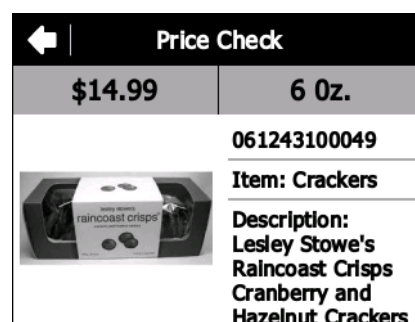 Price Check
$14.99
6 Oz.
061243100049
Item: Crackers
lesley stowe's
raincoast crisps
Description:
Lesley Stowe's
Raincoast Crisps
Cranberry and
Hazelnut Crackers